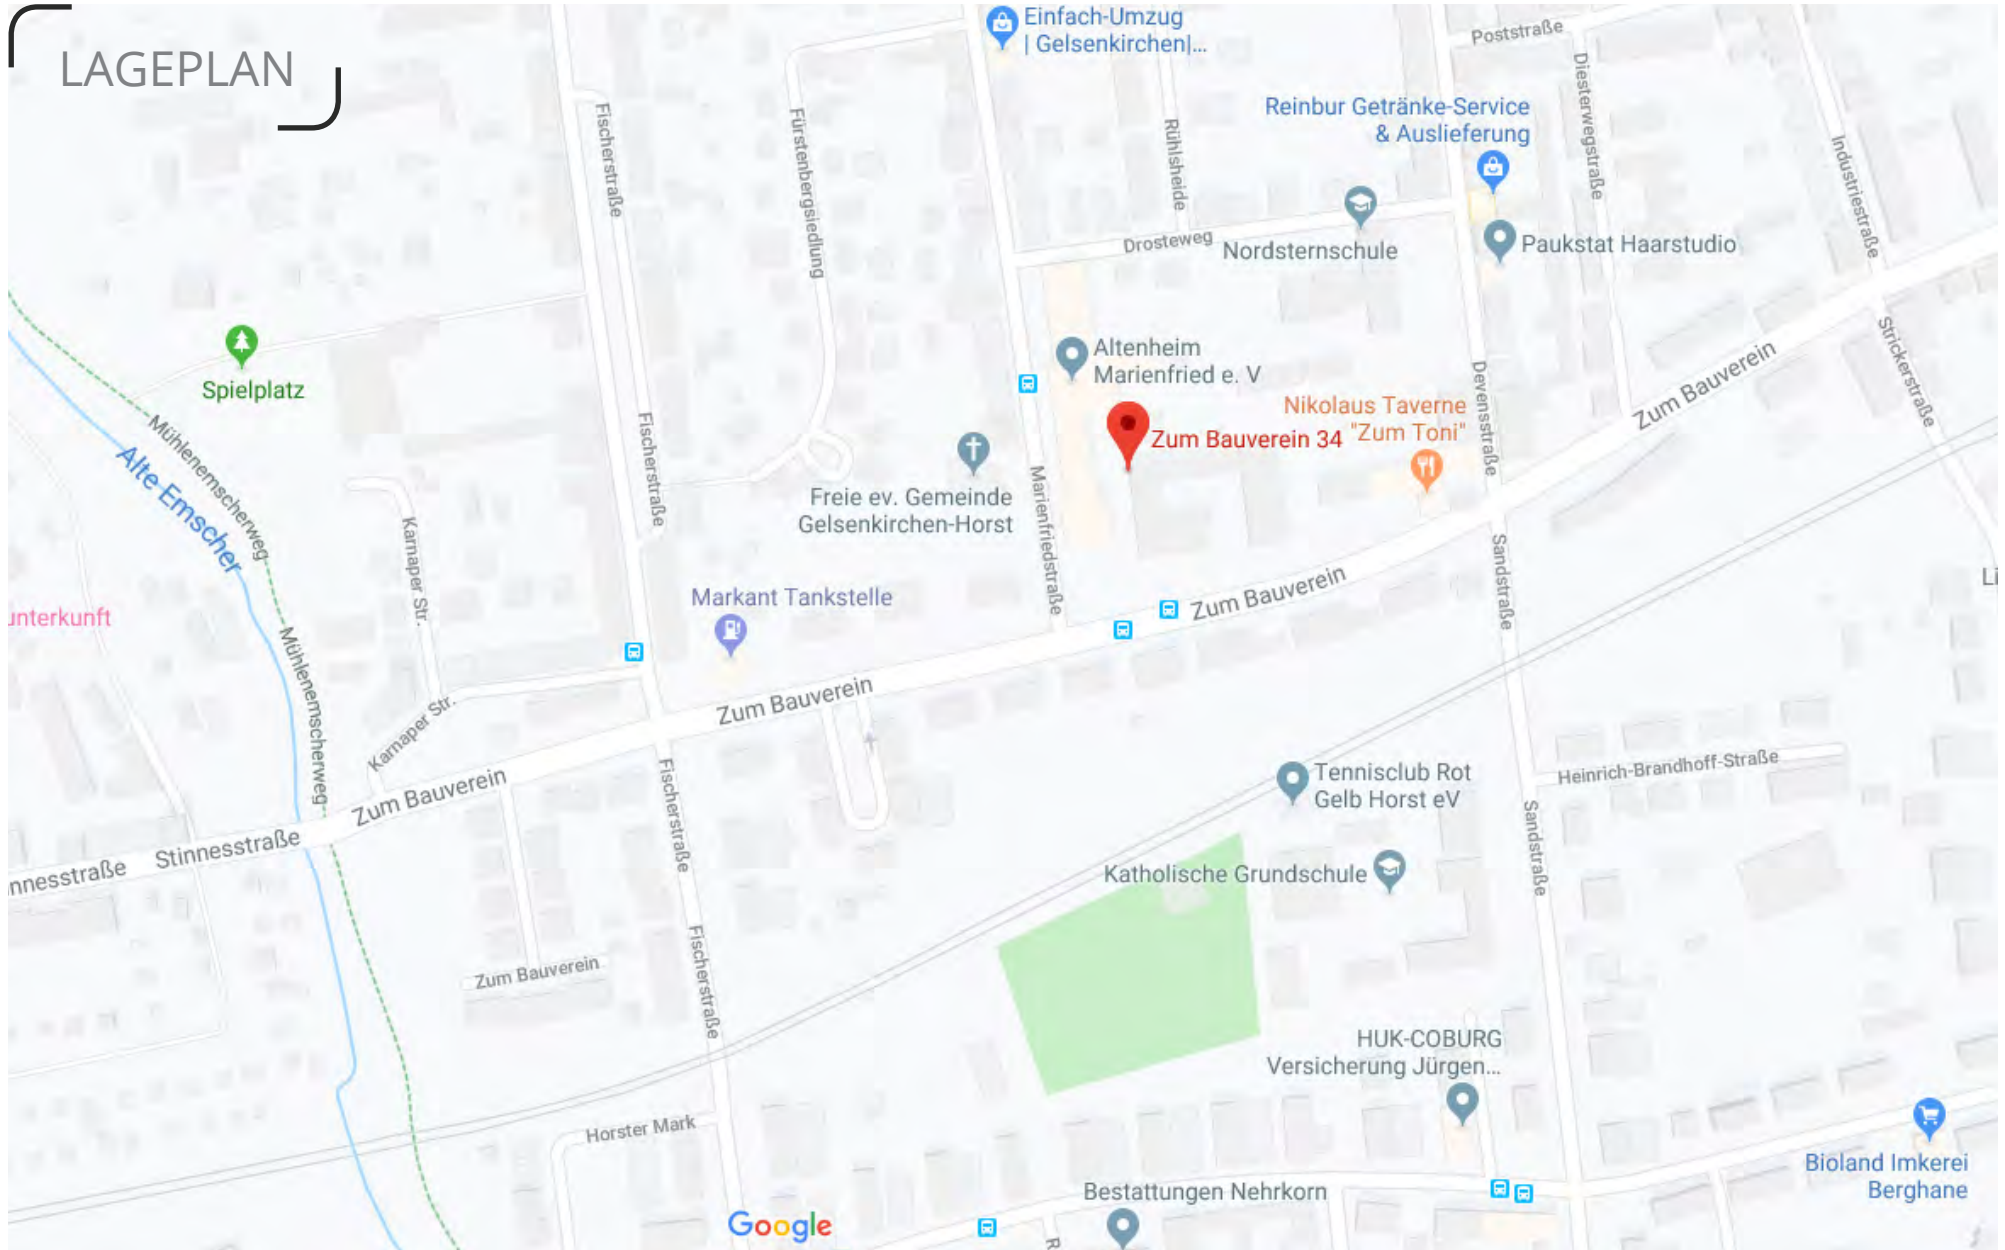 LAGEPLAN
Einfach-Umzug
| Gelsenkirchen|...
Poststraße
Diesterwegstraße
Reinbur Getränke-Service
& Auslieferung
Fischerstraße
Fürstenbergsiedlung
Rühlsheide
Industriestraße
Drosteweg
Nordsternschule
Paukstat Haarstudio
Spielplatz
Altenheim
Marienfried e. V
Devensstraße
Strickerstraße
Zum Bauverein
Nikolaus Taverne
"Zum Toni"
Zum Bauverein 34
Mühlenemscherweg
Alte Emscher
Fischerstraße
Freie ev. Gemeinde
Gelsenkirchen-Horst
Marienfriedstraße
Karnaper Str.
Sandstraße
Zum Bauverein
Markant Tankstelle
unterkunft
Li
Mühlenemscherweg
Karnaper Str.
Zum Bauverein
Zum Bauverein
Fischerstraße
Tennisclub Rot
Gelb Horst eV
Heinrich-Brandhoff-Straße
Sandstraße
Stinnesstraße
nnesstraße
Katholische Grundschule
Zum Bauverein
Fischerstraße
HUK-COBURG
Versicherung Jürgen...
Horster Mark
Bioland Imkerei
Berghane
Bestattungen Nehrkorn
Google
R